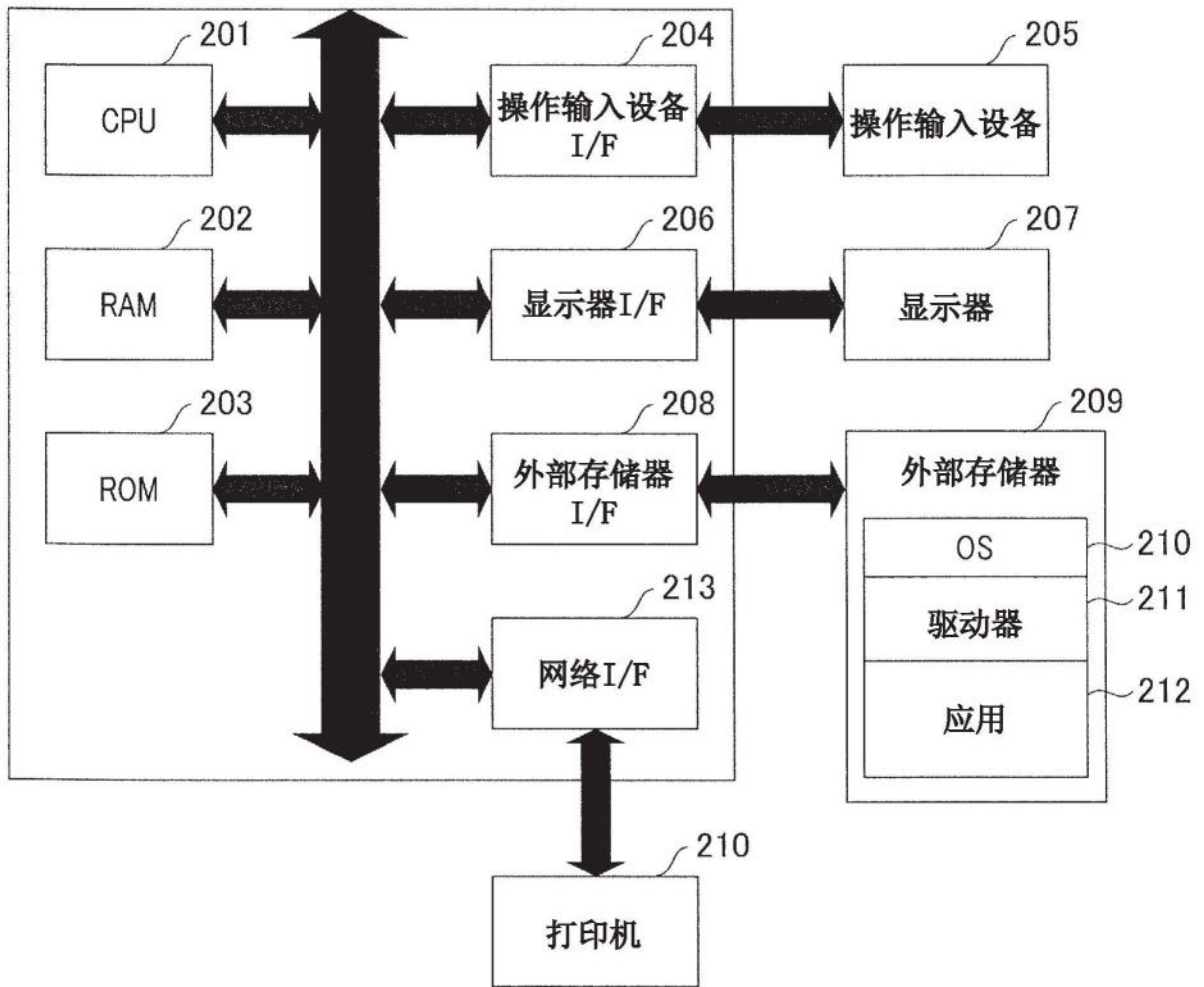 201
CPU
204
操作输入设备
I/F
205
操作输入设备
202
RAM
206
显示器I/F
207
显示器
203
ROM
208
外部存储器
I/F
209
外部存储器
OS
210
驱动器
211
应用
212
213
网络I/F
210
打印机